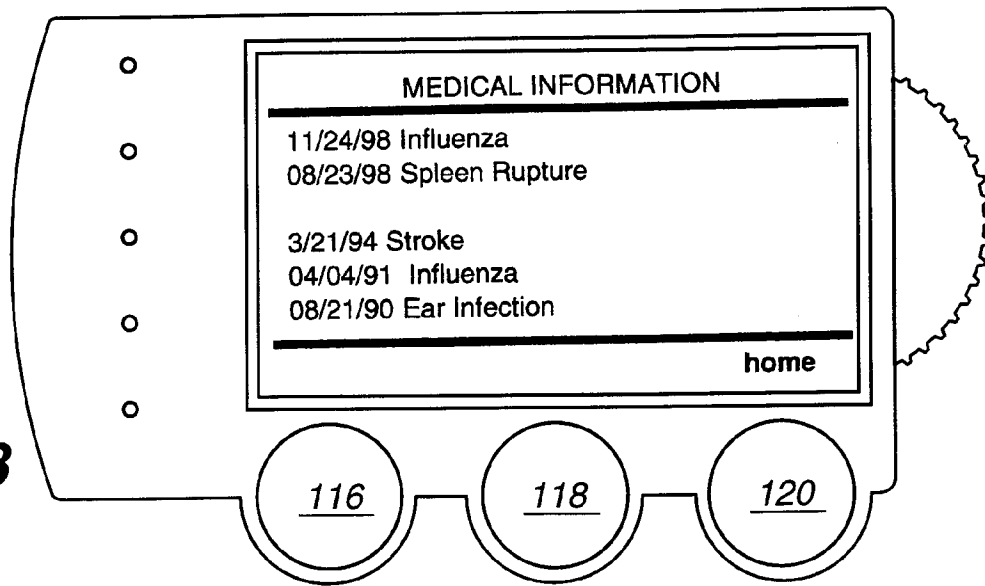 MEDICAL INFORMATION
11/24/98 Influenza
08/23/98 Spleen Rupture
3/21/94 Stroke
04/04/91 Influenza
08/21/90 Ear Infection
home
116 118 120